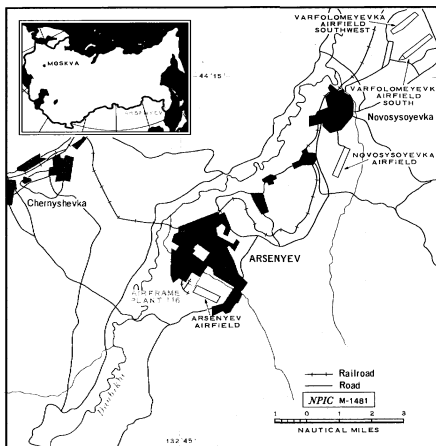 VARFOLOMEYEVKA
AIRFIELD
SOUTHWEST
MOSKVA
44°15'
VARFOLOMEYEVKA
AIRFIELD
SOUTH
Novosysoyevka
NOVOSYSOYEVKA
AIRFIELD
Chernyshevka
ARSENYEV
AIRFRAME
PLANT 116
ARSENYEV
AIRFIELD
Railroad
Road
NPIC M-1481
1 0 1 2 3
NAUTICAL MILES
132°45'